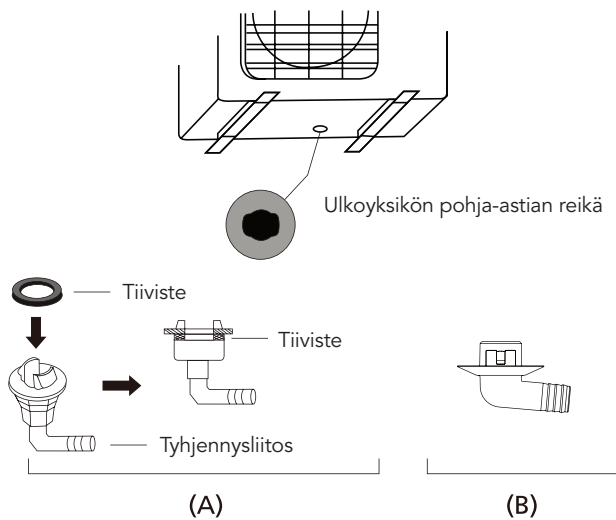 Ulkoyksikön pohja-astian reikä
Tiiviste
Tiiviste
Tyhjennysliitos
(A)
(B)